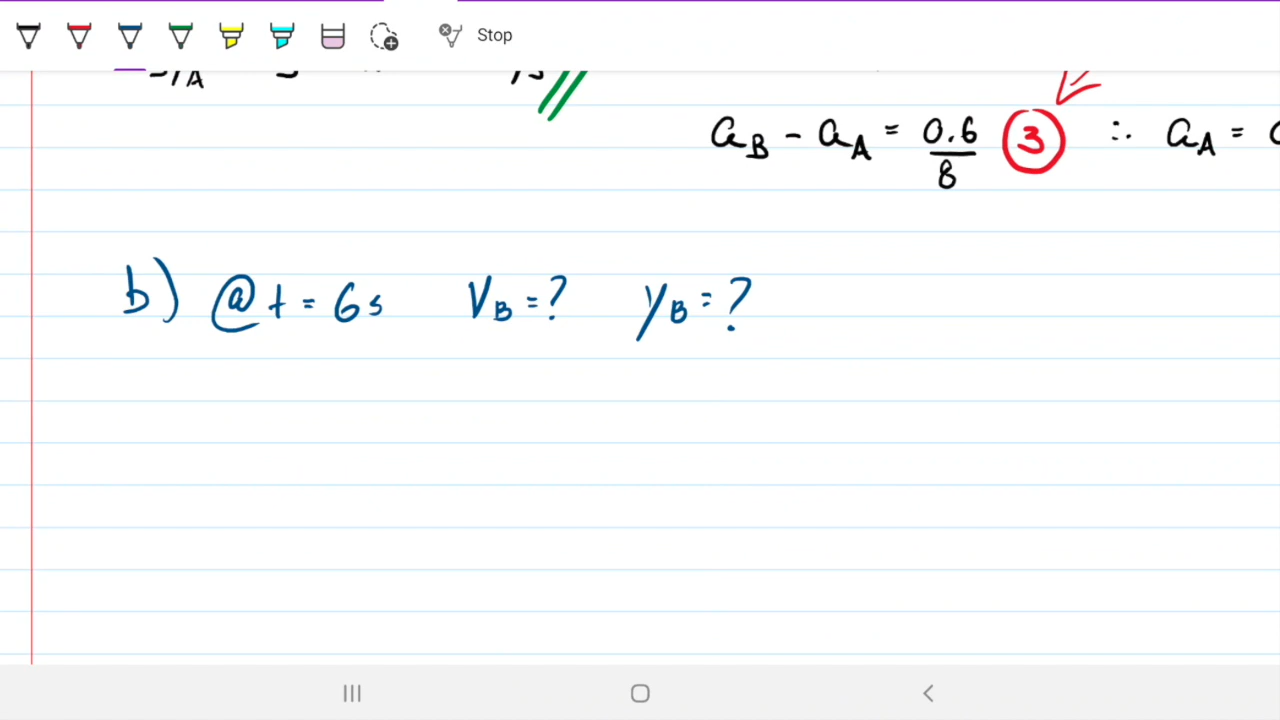 Stop
a_B - a_A = 0.6/8 ③ ∴ a_A =
b) @ t = 6s V_B = ? y_B = ?